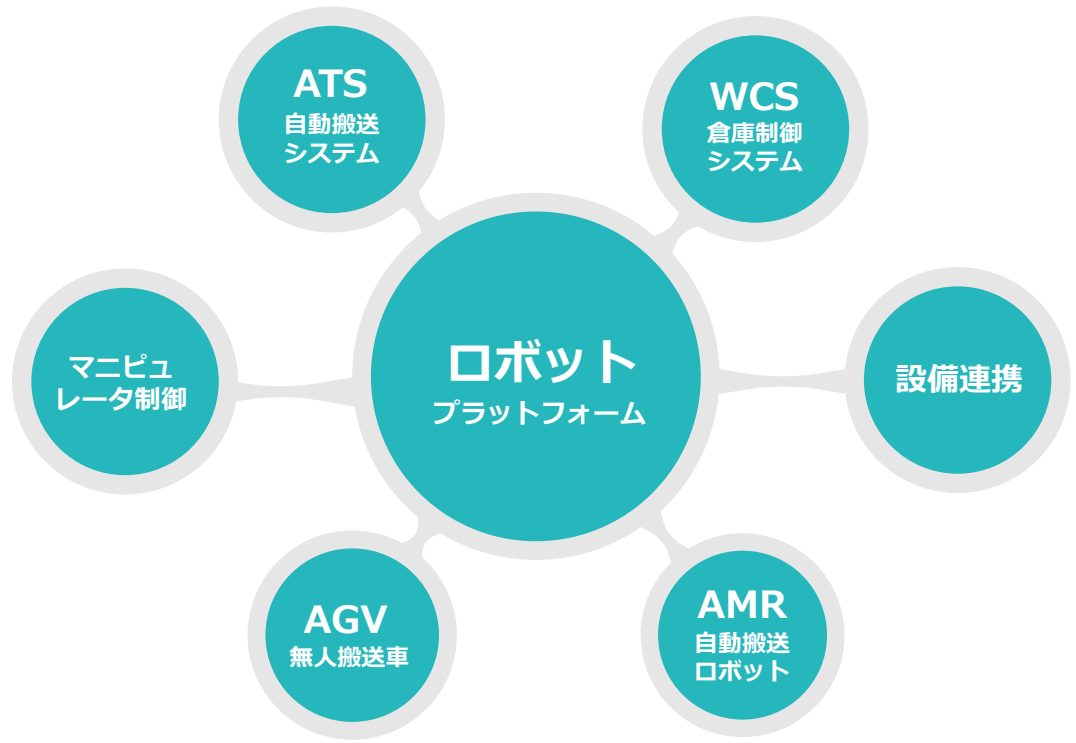 ATS
自動搬送
システム
WCS
倉庫制御
システム
マニピュ
レータ制御
ロボット
プラットフォーム
設備連携
AGV
無人搬送車
AMR
自動搬送
ロボット